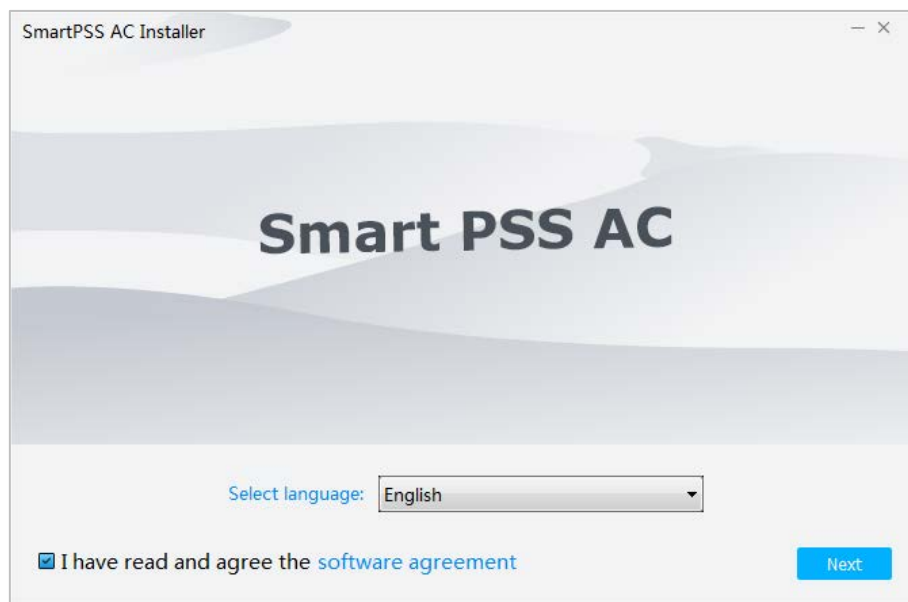 SmartPSS AC Installer
Smart PSS AC
Select language: English
I have read and agree the software agreement
Next